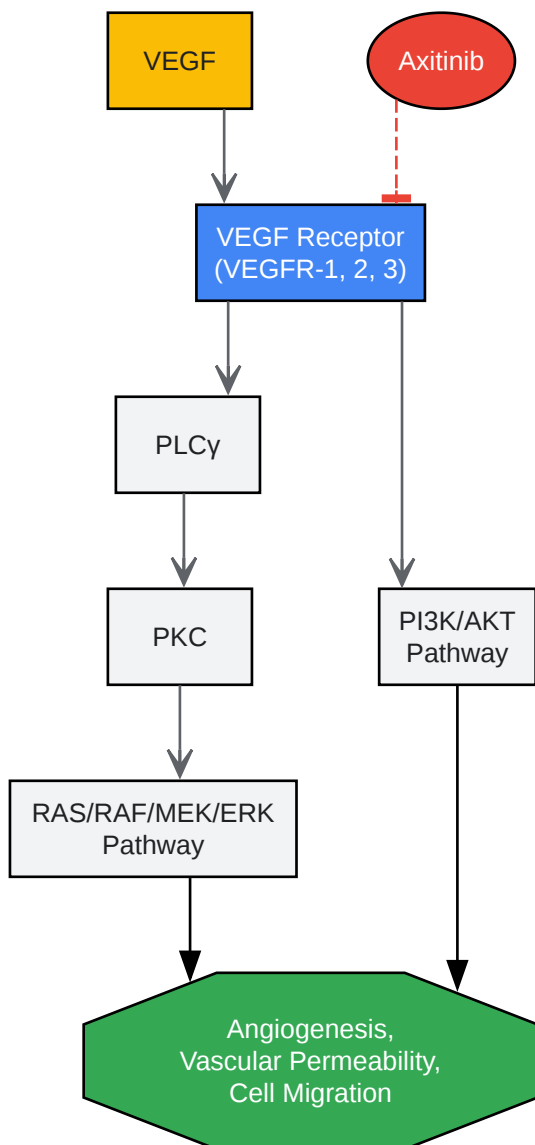 VEGF
Axitinib
VEGF Receptor
(VEGFR-1, 2, 3)
PLCγ
PKC
PI3K/AKT
Pathway
RAS/RAF/MEK/ERK
Pathway
Angiogenesis,
Vascular Permeability,
Cell Migration